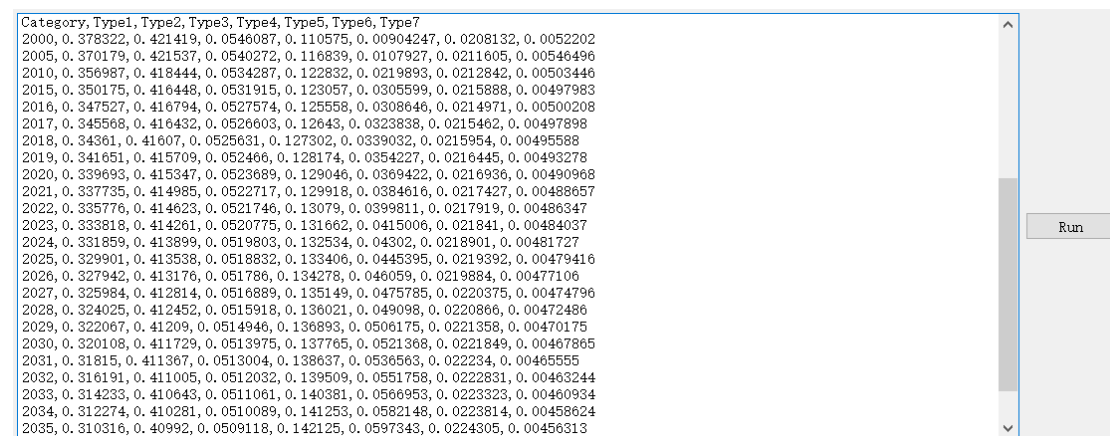 Category, Type1, Type2, Type3, Type4, Type5, Type6, Type7
2000, 0.378322, 0.421419, 0.0546087, 0.110575, 0.00904247, 0.0208132, 0.0052202
2005, 0.370179, 0.421537, 0.0540272, 0.116839, 0.0107927, 0.0211605, 0.00546496
2010, 0.356987, 0.418444, 0.0534287, 0.122832, 0.0219893, 0.0212842, 0.00503446
2015, 0.350175, 0.416448, 0.0531915, 0.123057, 0.0305599, 0.0215888, 0.00497983
2016, 0.347527, 0.416794, 0.0527574, 0.125558, 0.0308646, 0.0214971, 0.00500208
2017, 0.345568, 0.416432, 0.0526603, 0.12643, 0.0323838, 0.0215462, 0.00497898
2018, 0.34361, 0.41607, 0.0525631, 0.127302, 0.0339032, 0.0215954, 0.00495588
2019, 0.341651, 0.415709, 0.052466, 0.128174, 0.0354227, 0.0216445, 0.00493278
2020, 0.339693, 0.415347, 0.0523689, 0.129046, 0.0369422, 0.0216936, 0.00490968
2021, 0.337735, 0.414985, 0.0522717, 0.129918, 0.0384616, 0.0217427, 0.00488657
2022, 0.335776, 0.414623, 0.0521746, 0.13079, 0.0399811, 0.0217919, 0.00486347
2023, 0.333818, 0.414261, 0.0520775, 0.131662, 0.0415006, 0.021841, 0.00484037
2024, 0.331859, 0.413899, 0.0519803, 0.132534, 0.04302, 0.0218901, 0.00481727
2025, 0.329901, 0.413538, 0.0518832, 0.133406, 0.0445395, 0.0219392, 0.00479416
2026, 0.327942, 0.413176, 0.051786, 0.134278, 0.046059, 0.0219884, 0.00477106
2027, 0.325984, 0.412814, 0.0516889, 0.135149, 0.0475785, 0.0220375, 0.00474796
2028, 0.324025, 0.412452, 0.0515918, 0.136021, 0.049098, 0.0220866, 0.00472486
2029, 0.322067, 0.41209, 0.0514946, 0.136893, 0.0506175, 0.0221358, 0.00470175
2030, 0.320108, 0.411729, 0.0513975, 0.137765, 0.0521368, 0.0221849, 0.00467865
2031, 0.31815, 0.411367, 0.0513004, 0.138637, 0.0536563, 0.022234, 0.00465555
2032, 0.316191, 0.411005, 0.0512032, 0.139509, 0.0551758, 0.0222831, 0.00463244
2033, 0.314233, 0.410643, 0.0511061, 0.140381, 0.0566953, 0.0223323, 0.00460934
2034, 0.312274, 0.410281, 0.0510089, 0.141253, 0.0582148, 0.0223814, 0.00458624
2035, 0.310316, 0.40992, 0.0509118, 0.142125, 0.0597343, 0.0224305, 0.00456313
Run